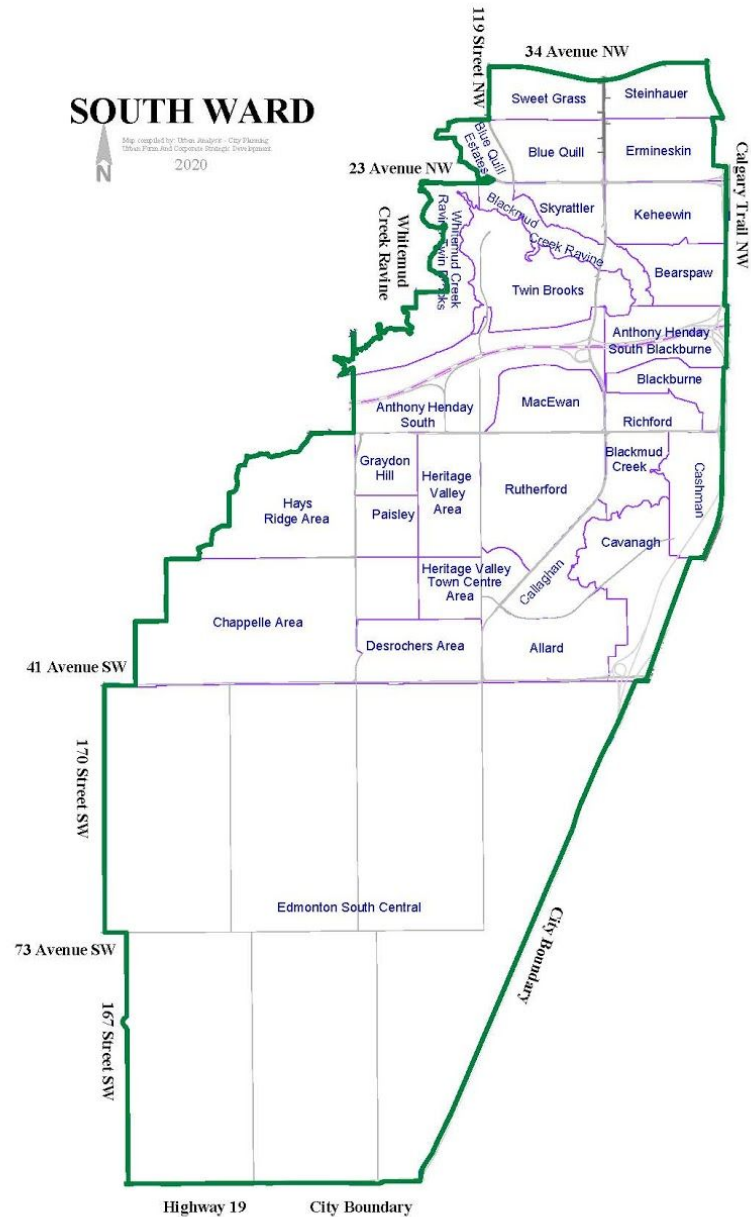 SOUTH WARD
Map compiled by: Urban Analysis - City Planning
Urban Form And Corporate Strategic Development
N
2020
119 Street NW
34 Avenue NW
Calgary Trail NW
23 Avenue NW
Whitemud
Creek Ravine
Sweet Grass
Steinhauer
Blue Quill
Estates
Blue Quill
Ermineskin
Skyrattler
Keheewin
Blackmud
Creek Ravine
Whitemud Creek
Ravine Twin Brooks
Twin Brooks
Bearspaw
Anthony Henday
South Blackburne
Blackburne
MacEwan
Richford
Anthony Henday
South
Graydon
Hill
Heritage
Valley
Area
Rutherford
Blackmud
Creek
Cashman
Hays
Ridge Area
Paisley
Cavanagh
Heritage Valley
Town Centre
Area
Callaghan
Chappelle Area
Desrochers Area
Allard
41 Avenue SW
170 Street SW
Edmonton South Central
City Boundary
73 Avenue SW
167 Street SW
Highway 19
City Boundary